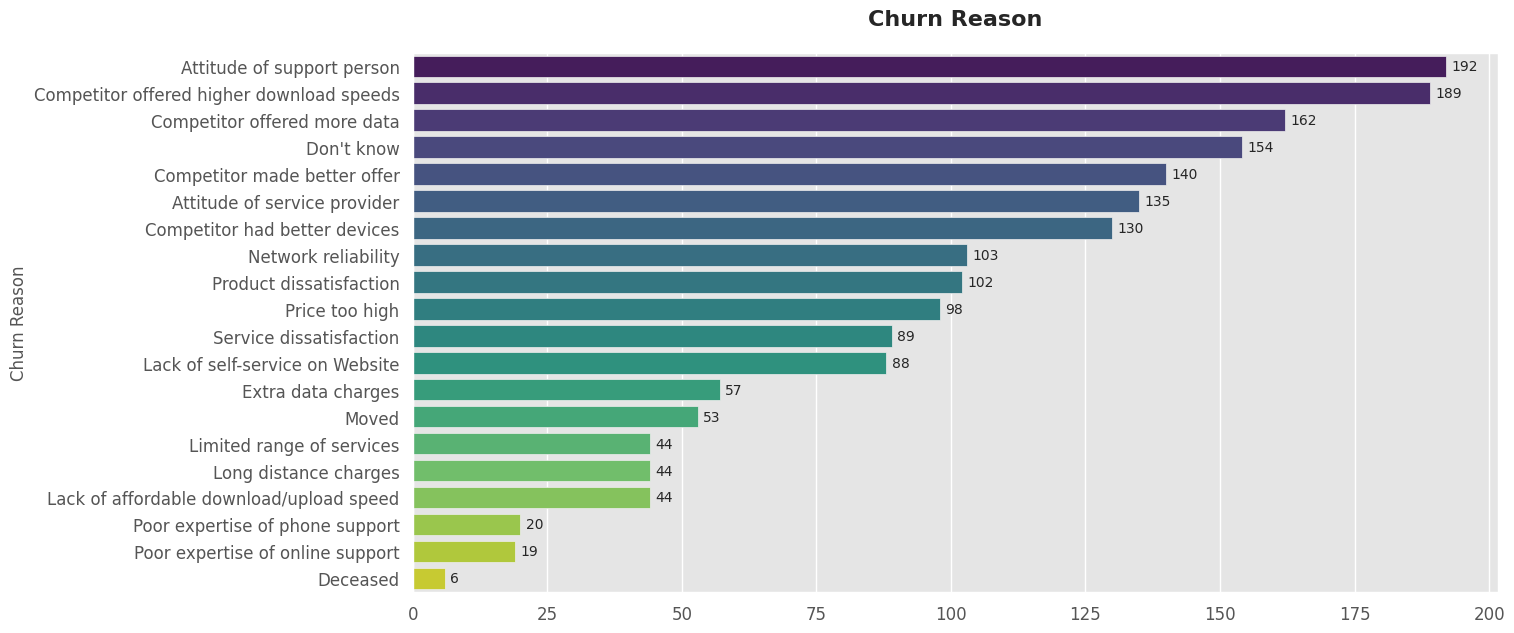 Churn Reason
Attitude of support person 192
Competitor offered higher download speeds 189
Competitor offered more data 162
Don't know 154
Competitor made better offer 140
Attitude of service provider 135
Competitor had better devices 130
Network reliability 103
Product dissatisfaction 102
Price too high 98
Service dissatisfaction 89
Lack of self-service on Website 88
Extra data charges 57
Moved 53
Limited range of services 44
Long distance charges 44
Lack of affordable download/upload speed 44
Poor expertise of phone support 20
Poor expertise of online support 19
Deceased 6
0 25 50 75 100 125 150 175 200
Churn Reason